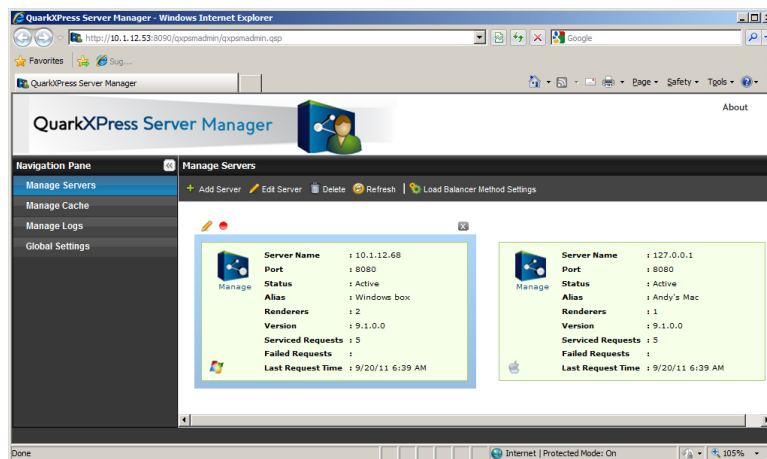 QuarkXPress Server Manager - Windows Internet Explorer
http://10.1.12.53:8090/qxpsmadmin/qxpsmadmin.qsp
Google
Favorites Sug...
QuarkXPress Server Manager
Page Safety Tools
About
QuarkXPress Server Manager
Navigation Pane
Manage Servers
Manage Cache
Manage Logs
Global Settings
Manage Servers
+ Add Server Edit Server Delete Refresh | Load Balancer Method Settings
Manage
Server Name : 10.1.12.68
Port : 8080
Status : Active
Alias : Windows box
Renderers : 2
Version : 9.1.0.0
Serviced Requests : 5
Failed Requests :
Last Request Time : 9/20/11 6:39 AM
Manage
Server Name : 127.0.0.1
Port : 8080
Status : Active
Alias : Andy's Mac
Renderers : 1
Version : 9.1.0.0
Serviced Requests : 5
Failed Requests :
Last Request Time : 9/20/11 6:39 AM
Done
Internet | Protected Mode: On
105%